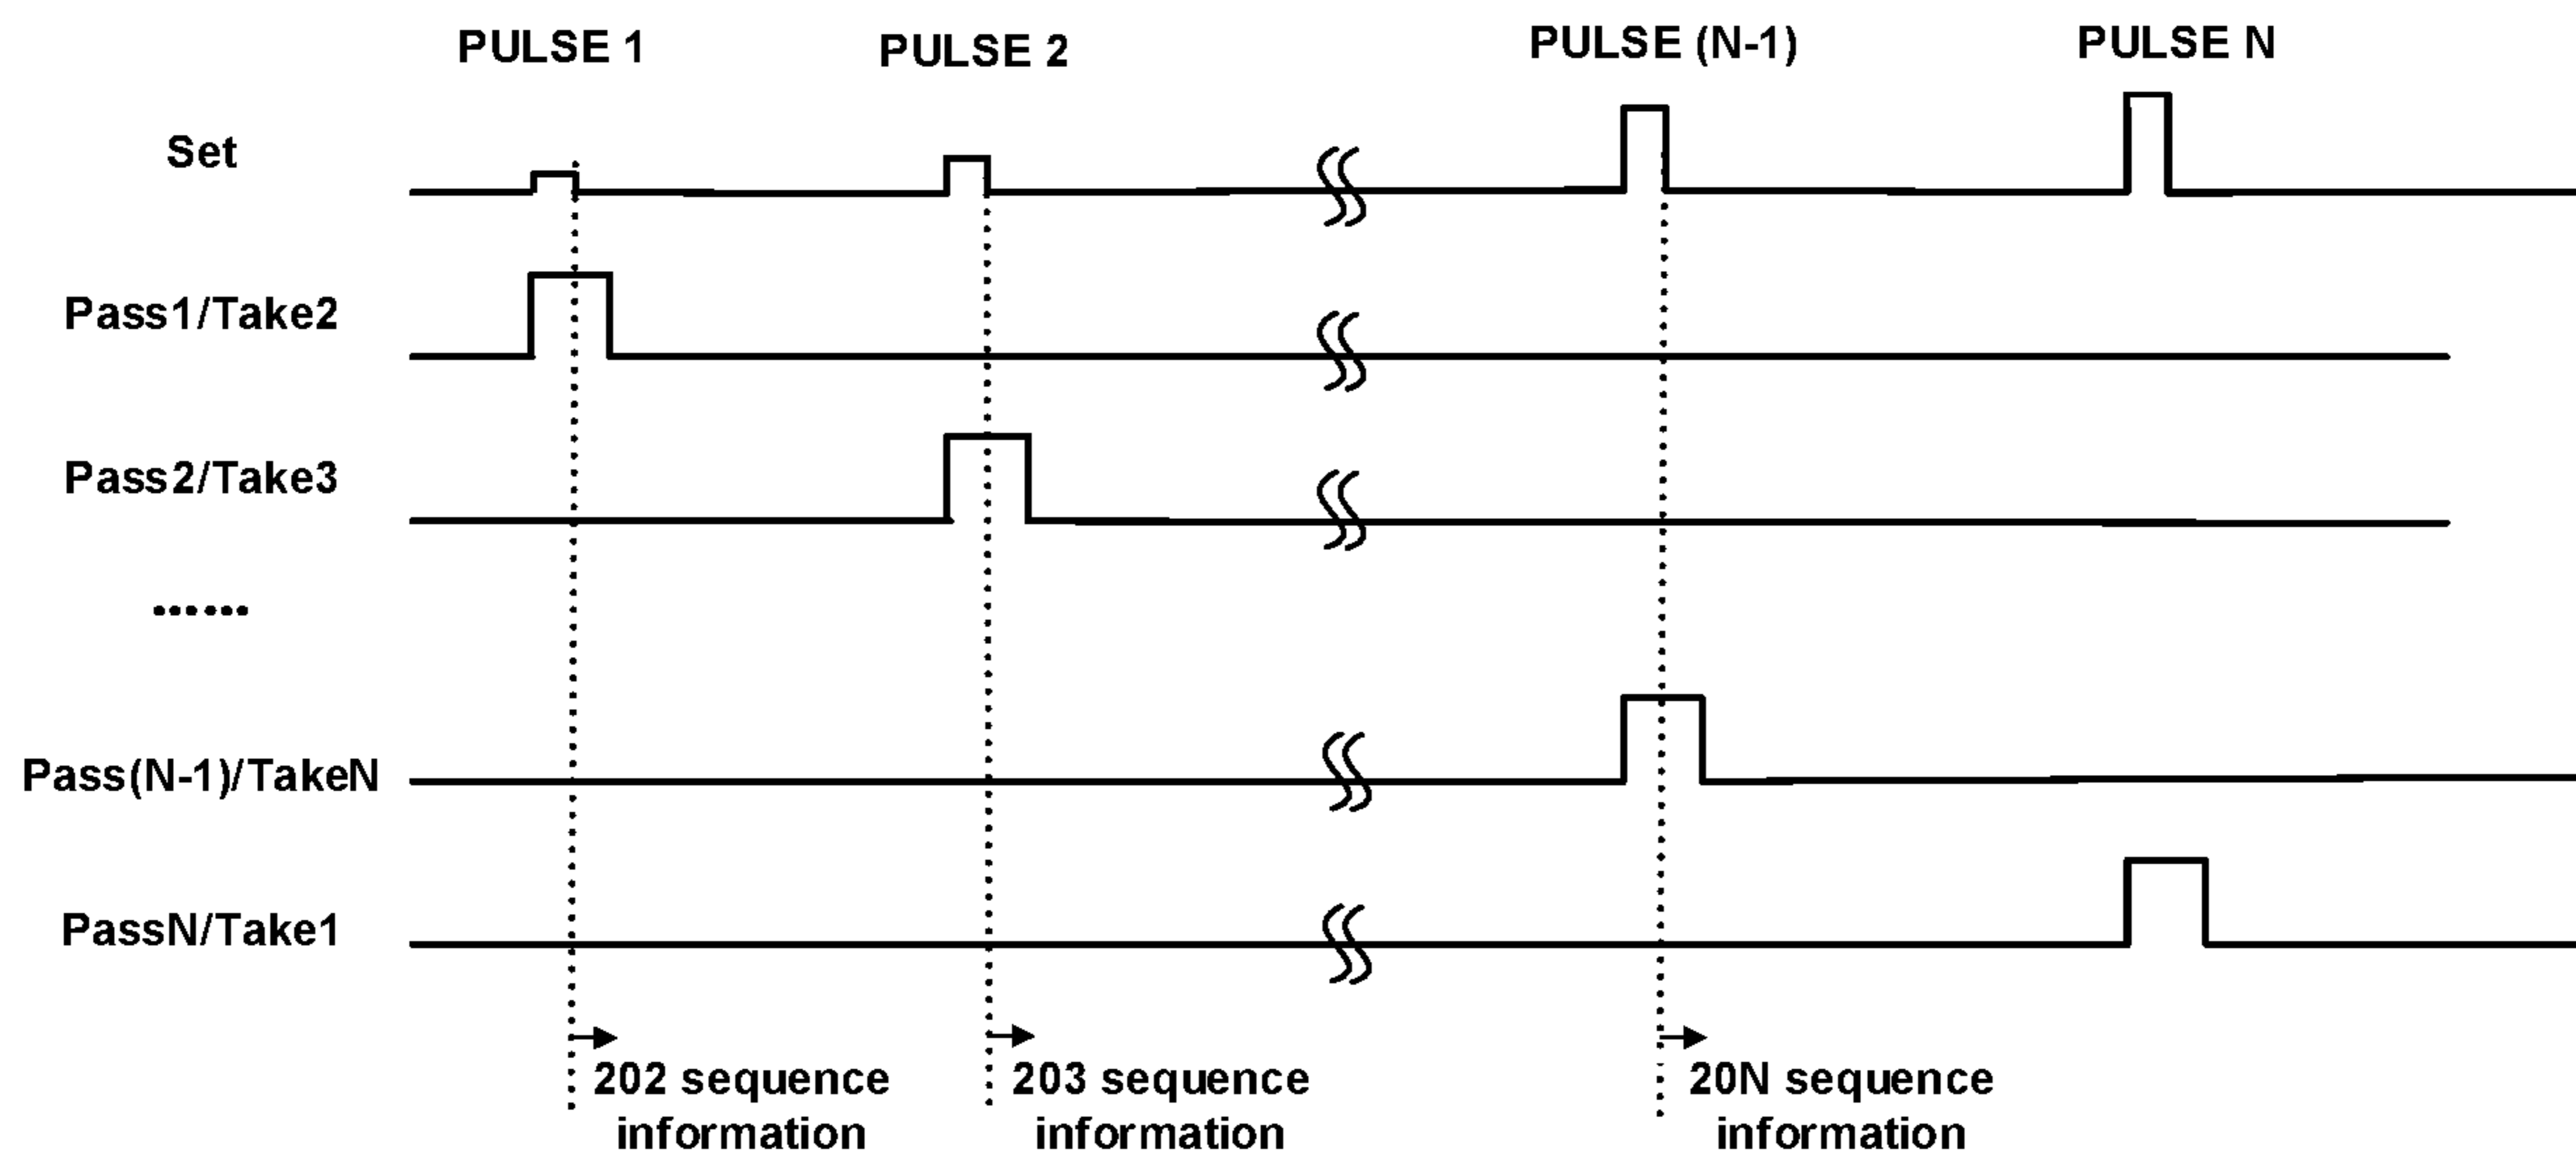 PULSE 1
PULSE 2
PULSE (N-1)
PULSE N
Set
Pass1/Take2
Pass2/Take3
......
Pass(N-1)/TakeN
PassN/Take1
202 sequence
information
203 sequence
information
20N sequence
information